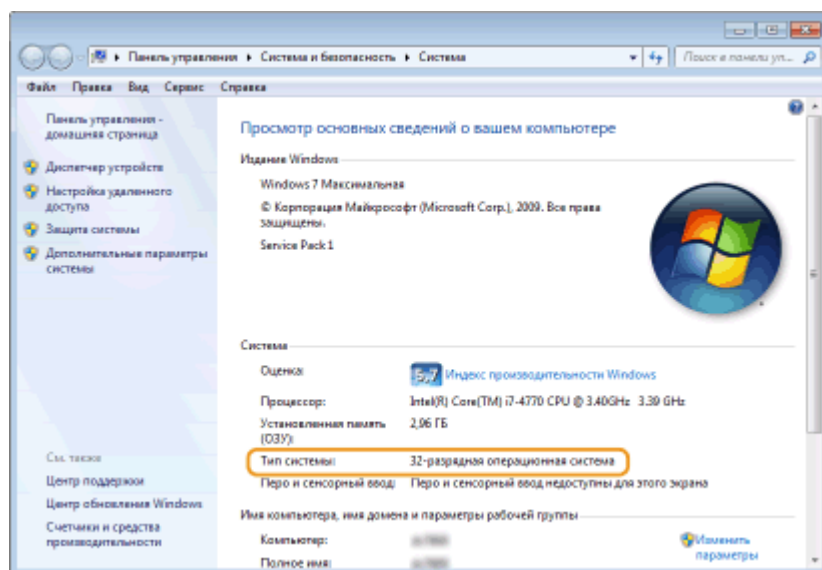 Панель управления ▸ Система и безопасность ▸ Система
Поиск в панели уп...
Файл Правка Вид Сервис Справка
Панель управления -
домашняя страница
Диспетчер устройств
Настройка удаленного
доступа
Защита системы
Дополнительные параметры
системы
См. также
Центр поддержки
Центр обновления Windows
Счетчики и средства
производительности
Просмотр основных сведений о вашем компьютере
Издание Windows
Windows 7 Максимальная
© Корпорация Майкрософт (Microsoft Corp.), 2009. Все права
защищены.
Service Pack 1
Система
Оценка: 5,7 Индекс производительности Windows
Процессор: Intel(R) Core(TM) i7-4770 CPU @ 3.40GHz 3.39 GHz
Установленная память
(ОЗУ): 2,96 ГБ
Тип системы: 32-разрядная операционная система
Перо и сенсорный ввод: Перо и сенсорный ввод недоступны для этого экрана
Имя компьютера, имя домена и параметры рабочей группы
Компьютер:
Полное имя:
Изменить
параметры